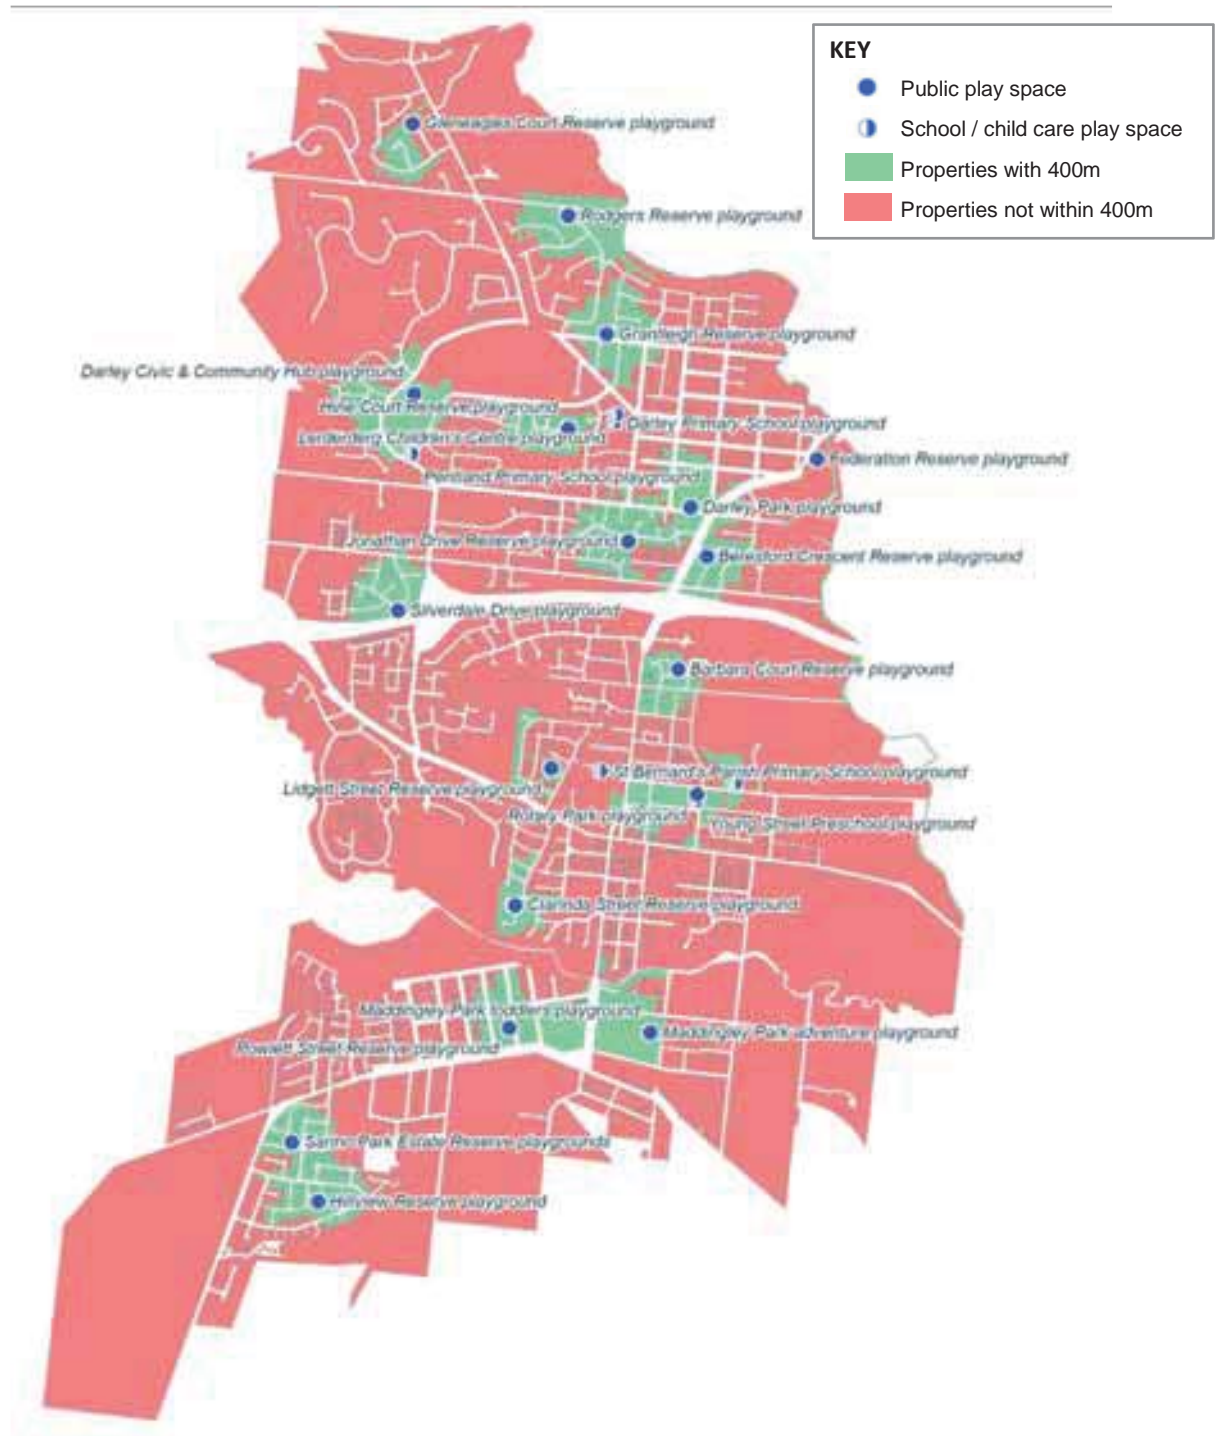 KEY
Public play space
School / child care play space
Properties with 400m
Properties not within 400m
Gleneagles Court Reserve playground
Rodgers Reserve playground
Grantleigh Reserve playground
Darley Civic & Community Hub playground
Hine Court Reserve playground
Darley Primary School playground
Lerderderg Children's Centre playground
Federation Reserve playground
Pentland Primary School playground
Darley Park playground
Jonathan Drive Reserve playground
Beresford Crescent Reserve playground
Silverdale Drive playground
Barbara Court Reserve playground
St Bernard's Parish Primary School playground
Lidgett Street Reserve playground
Rotary Park playground
Young Street Preschool playground
Clarinda Street Reserve playground
Maddingley Park toddlers playground
Maddingley Park adventure playground
Rowlett Street Reserve playground
Park Estate Reserve playgrounds
Hillview Reserve playground